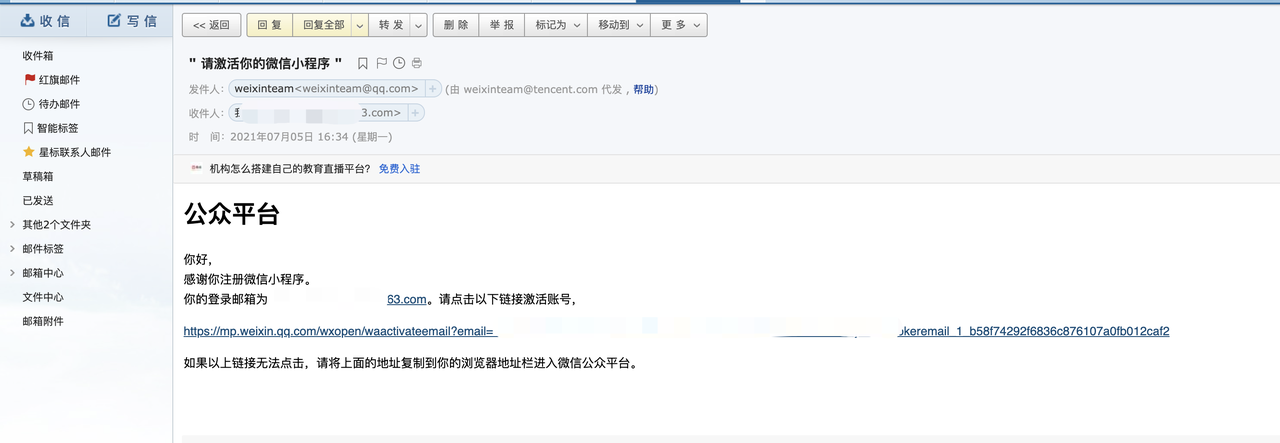 收信 写信
<< 返回 回复 回复全部 转发 删除 举报 标记为 移动到 更多
收件箱
红旗邮件
待办邮件
智能标签
星标联系人邮件
草稿箱
已发送
其他2个文件夹
邮件标签
邮箱中心
文件中心
邮箱附件
" 请激活你的微信小程序 "
发件人： weixinteam<weixinteam@qq.com> + (由 weixinteam@tencent.com 代发，帮助)
收件人： 3.com> +
时 间： 2021年07月05日 16:34 (星期一)
机构怎么搭建自己的教育直播平台？ 免费入驻
公众平台
你好，
感谢你注册微信小程序。
你的登录邮箱为 63.com。请点击以下链接激活账号，
https://mp.weixin.qq.com/wxopen/waactivateemail?email= okeremail_1_b58f74292f6836c876107a0fb012caf2
如果以上链接无法点击，请将上面的地址复制到你的浏览器地址栏进入微信公众平台。